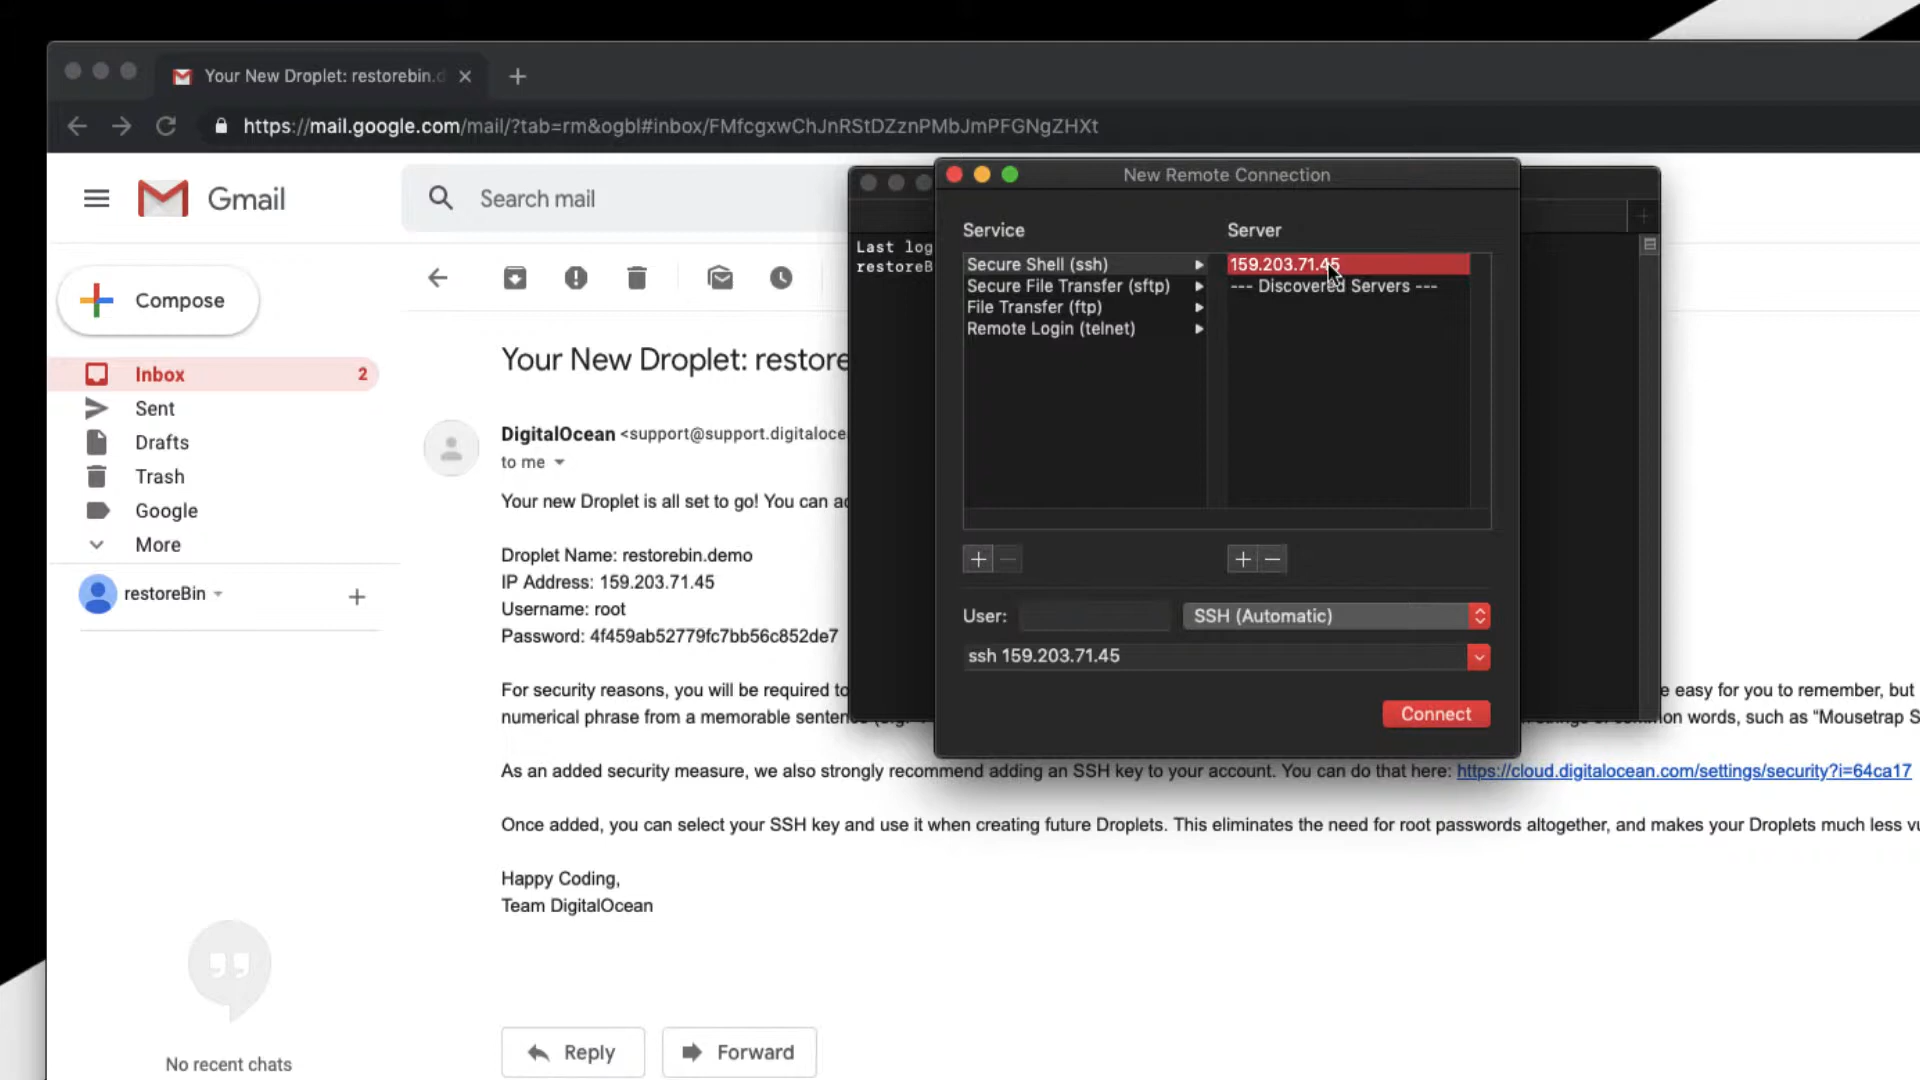 Your New Droplet: restorebin.d
https://mail.google.com/mail/?tab=rm&ogbl#inbox/FMfcgxwChJnRStDZznPMbJmPFGNgZHXt
Gmail
Search mail
Compose
Inbox 2
Sent
Drafts
Trash
Google
More
restoreBin
No recent chats
Your New Droplet: restore
DigitalOcean <support@support.digitaloce
to me
Your new Droplet is all set to go! You can ac
Droplet Name: restorebin.demo
IP Address: 159.203.71.45
Username: root
Password: 4f459ab52779fc7bb56c852de7
For security reasons, you will be required to
e easy for you to remember, but
numerical phrase from a memorable sentenc
mon words, such as “Mousetrap S
As an added security measure, we also strongly recommend adding an SSH key to your account. You can do that here: https://cloud.digitalocean.com/settings/security?i=64ca17
Once added, you can select your SSH key and use it when creating future Droplets. This eliminates the need for root passwords altogether, and makes your Droplets much less vu
Happy Coding,
Team DigitalOcean
Reply
Forward
Last log
restoreB
New Remote Connection
Service
Server
Secure Shell (ssh)
Secure File Transfer (sftp)
File Transfer (ftp)
Remote Login (telnet)
159.203.71.45
--- Discovered Servers ---
User:
SSH (Automatic)
ssh 159.203.71.45
Connect